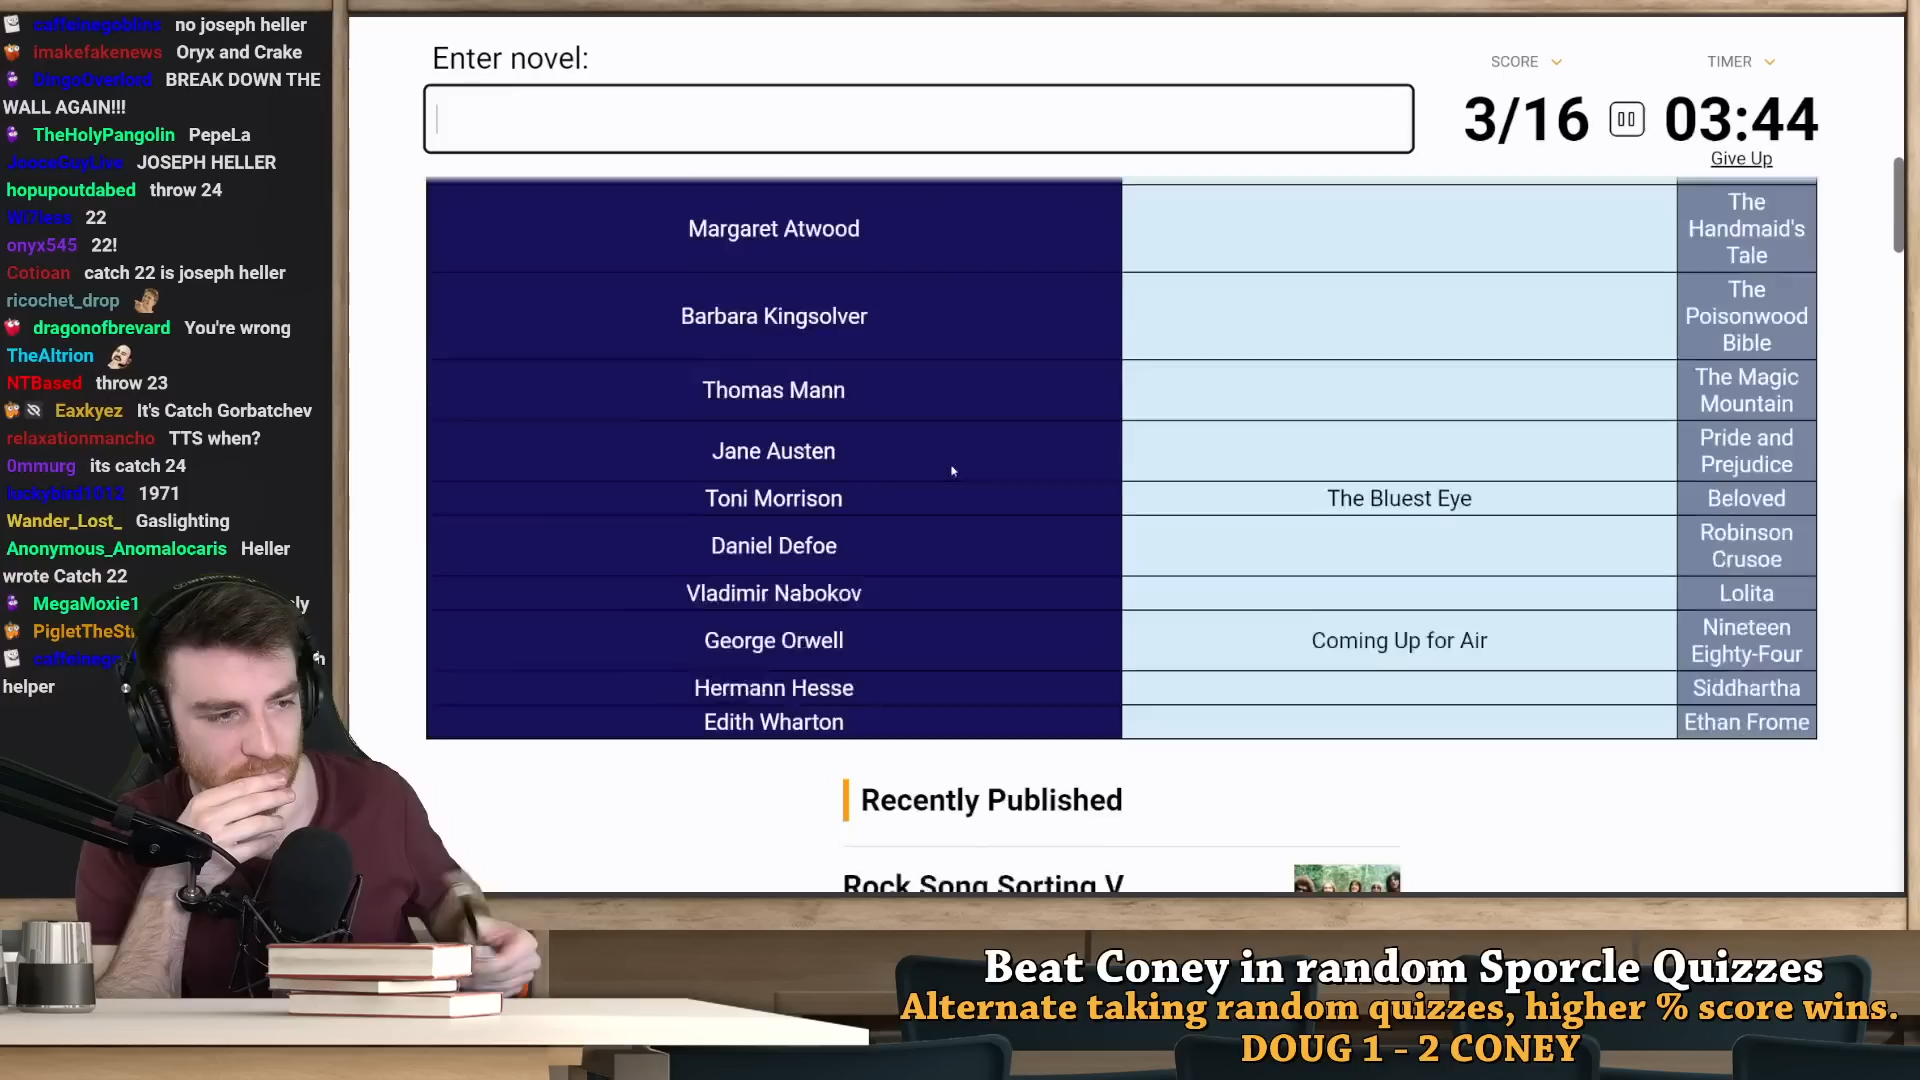 caffeinegoblins no joseph heller
imakefakenews Oryx and Crake
DingoOverlord BREAK DOWN THE
WALL AGAIN!!!
TheHolyPangolin PepeLa
JooceGuyLive JOSEPH HELLER
hopupoutdabed throw 24
Wi7less 22
onyx545 22!
Cotioan catch 22 is joseph heller
ricochet_drop
dragonofbrevard You're wrong
TheAltrion
NTBased throw 23
Eaxkyez It's Catch Gorbatchev
relaxationmancho TTS when?
0mmurg its catch 24
luckybird1012 1971
Wander_Lost_ Gaslighting
Anonymous_Anomalocaris Heller
wrote Catch 22
MegaMoxie1
PigletTheSt
caffeinego
helper
Enter novel:
SCORE
TIMER
3/16
03:44
Give Up
Margaret Atwood
The
Handmaid's
Tale
Barbara Kingsolver
The
Poisonwood
Bible
Thomas Mann
The Magic
Mountain
Jane Austen
Pride and
Prejudice
Toni Morrison The Bluest Eye Beloved
Daniel Defoe
Robinson
Crusoe
Vladimir Nabokov Lolita
George Orwell Coming Up for Air
Nineteen
Eighty-Four
Hermann Hesse Siddhartha
Edith Wharton Ethan Frome
Recently Published
Rock Song Sorting V
Beat Coney in random Sporcle Quizzes
Alternate taking random quizzes, higher % score wins.
DOUG 1 - 2 CONEY